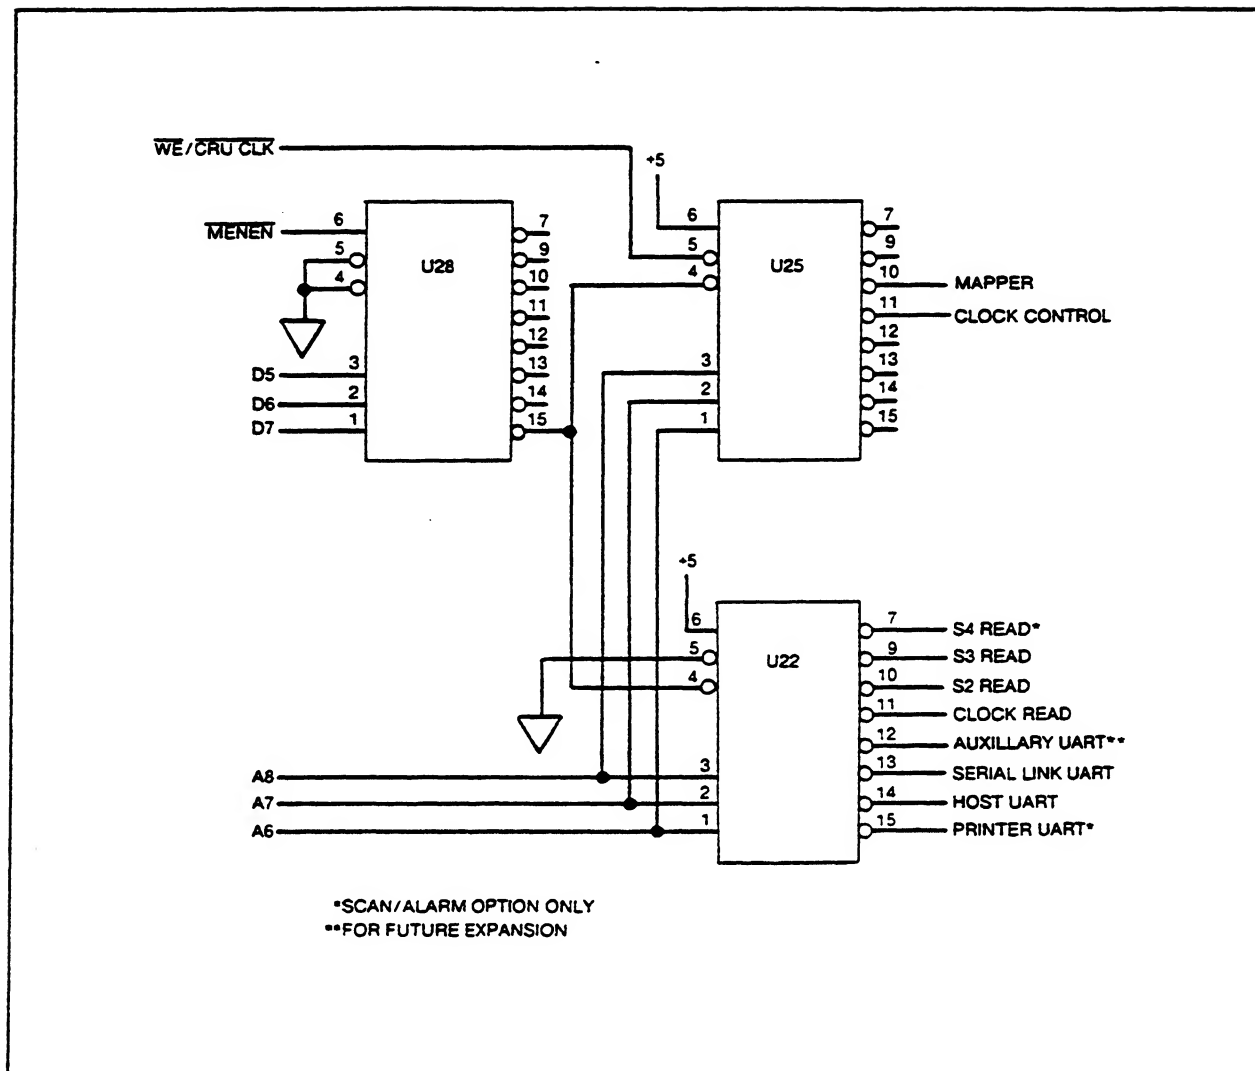 WE/CRU CLK
+5
MENEN
6
5
4
U28
7
9
10
11
12
13
14
15
D5
3
D6
2
D7
1
6
5
4
3
2
1
U25
7
9
10
MAPPER
11
CLOCK CONTROL
12
13
14
15
+5
6
5
4
3
2
1
U22
7
S4 READ*
9
S3 READ
10
S2 READ
11
CLOCK READ
12
AUXILLARY UART**
13
SERIAL LINK UART
14
HOST UART
15
PRINTER UART*
A8
A7
A6
*SCAN/ALARM OPTION ONLY
**FOR FUTURE EXPANSION